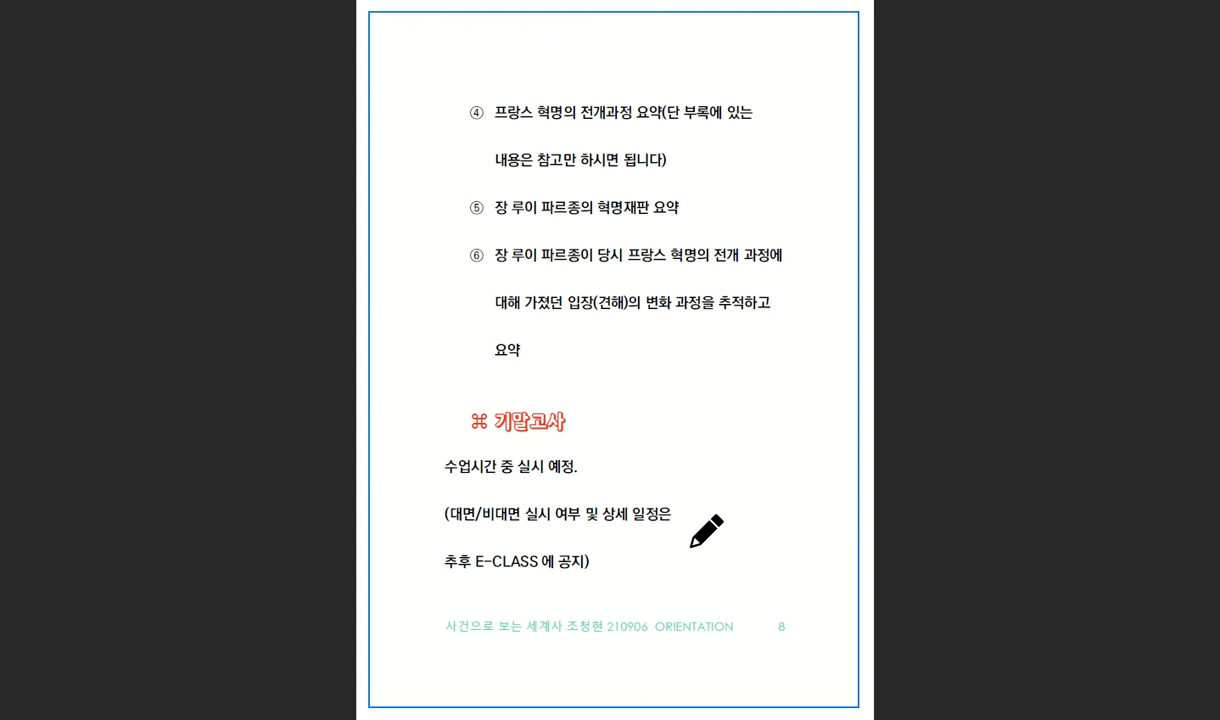 ④ 프랑스 혁명의 전개과정 요약(단 부록에 있는
내용은 참고만 하시면 됩니다)
⑤ 장 루이 파르종의 혁명재판 요약
⑥ 장 루이 파르종이 당시 프랑스 혁명의 전개 과정에
대해 가졌던 입장(견해)의 변화 과정을 추적하고
요약
⌘ 기말고사
수업시간 중 실시 예정.
(대면/비대면 실시 여부 및 상세 일정은
추후 E-CLASS에 공지)
사건으로 보는 세계사 조청현 210906 ORIENTATION 8